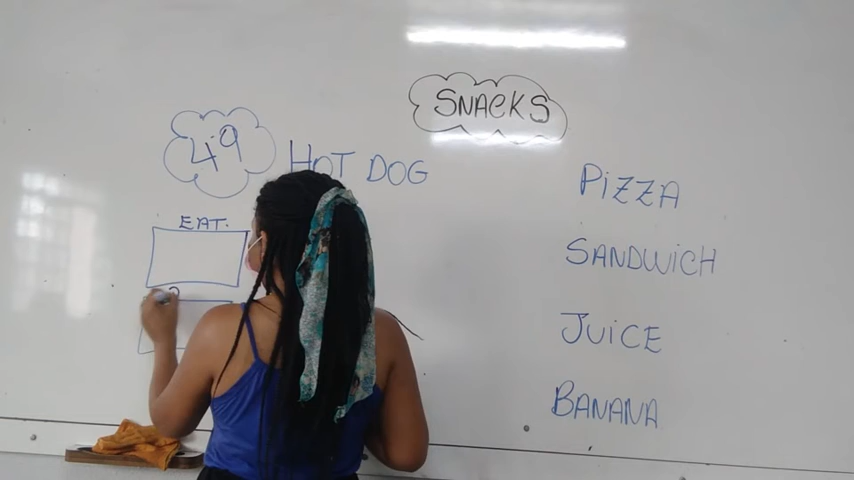 SNACKS
49
HOT DOG
EAT.
PIZZA
SANDWICH
JUICE
BANANA